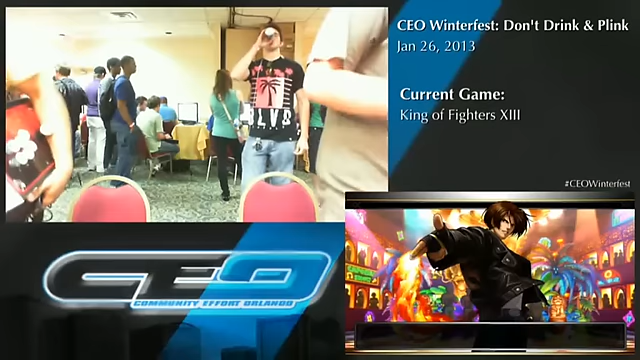 CEO Winterfest: Don't Drink & Plink
Jan 26, 2013
Current Game:
King of Fighters XIII
#CEOWinterfest
CEO
COMMUNITY EFFORT ORLANDO